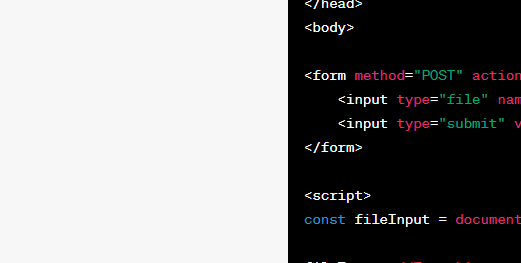 </head>
<body>
<form method="POST" action
<input type="file" nam
<input type="submit" v
</form>
<script>
const fileInput = document